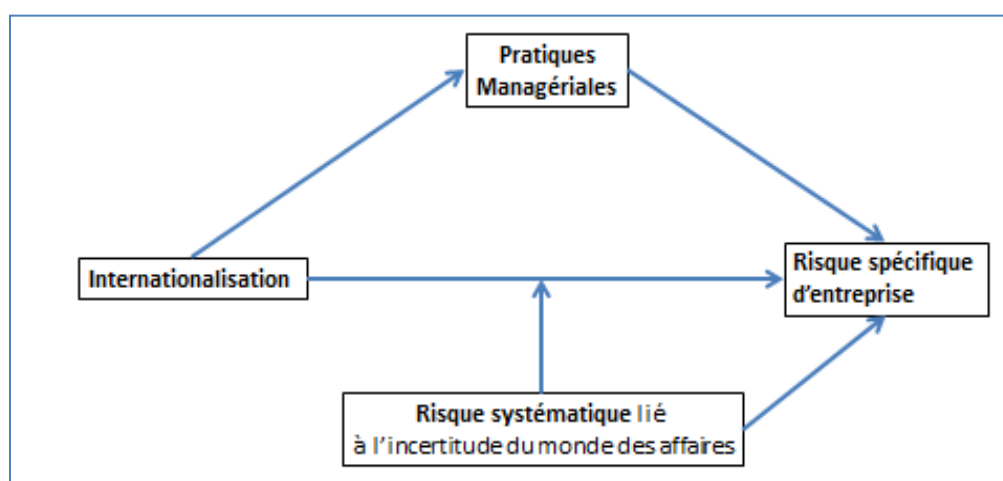 Pratiques
Managériales
Internationalisation
Risque spécifique
d'entreprise
Risque systématique lié
à l'incertitude du monde des affaires